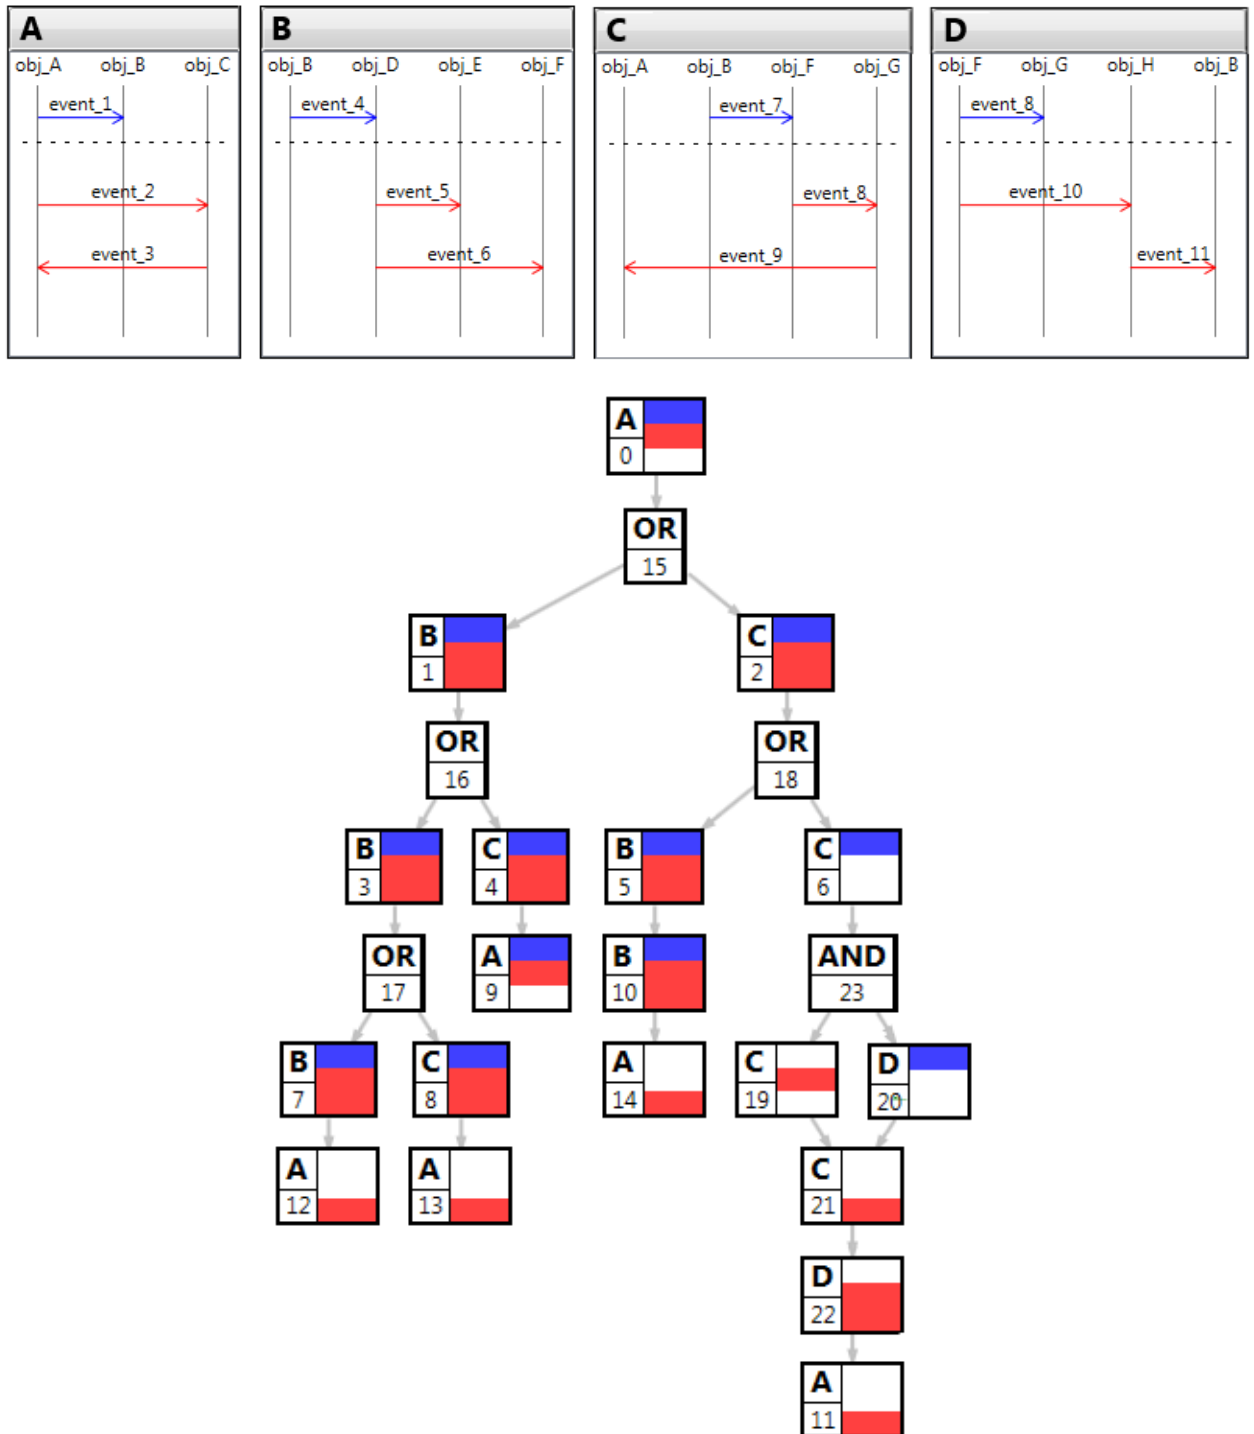 A
obj_A obj_B obj_C
event_1
event_2
event_3
B
obj_B obj_D obj_E obj_F
event_4
event_5
event_6
C
obj_A obj_B obj_F obj_G
event_7
event_8
event_9
D
obj_F obj_G obj_H obj_B
event_8
event_10
event_11
A
0
OR
15
B
1
C
2
OR
16
OR
18
B
3
C
4
B
5
C
6
OR
17
A
9
B
10
AND
23
B
7
C
8
A
14
C
19
D
20
A
12
A
13
C
21
D
22
A
11